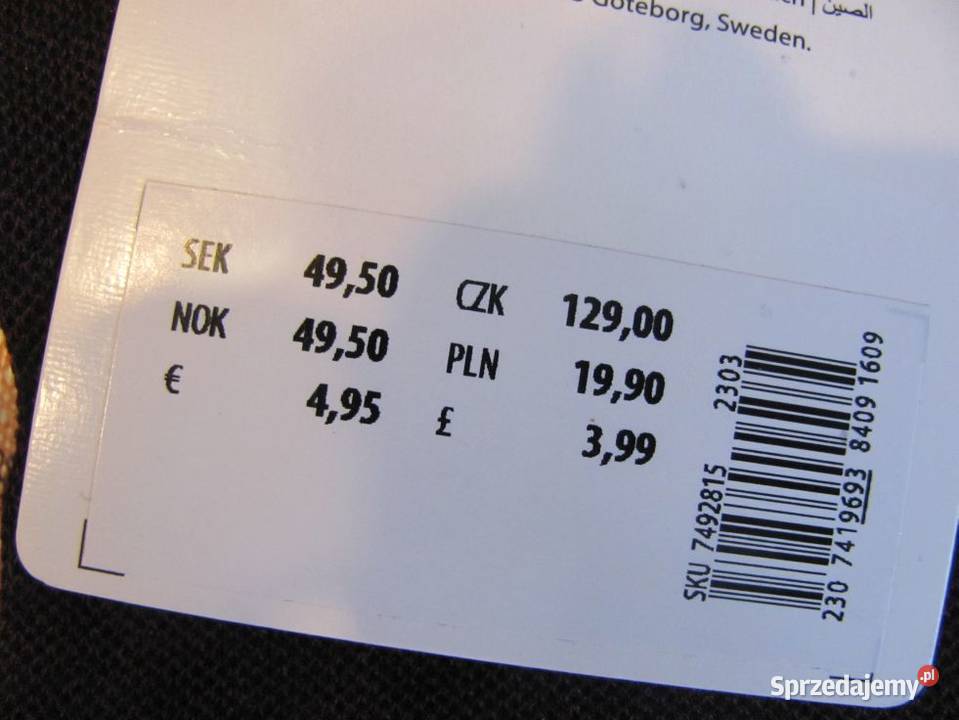 الصين
Göteborg, Sweden.
SEK 49,50 CZK 129,00
NOK 49,50 PLN 19,90
€ 4,95 £ 3,99
2303
SKU 7492815
230 7419693 8409 1609
Sprzedajemy.pl